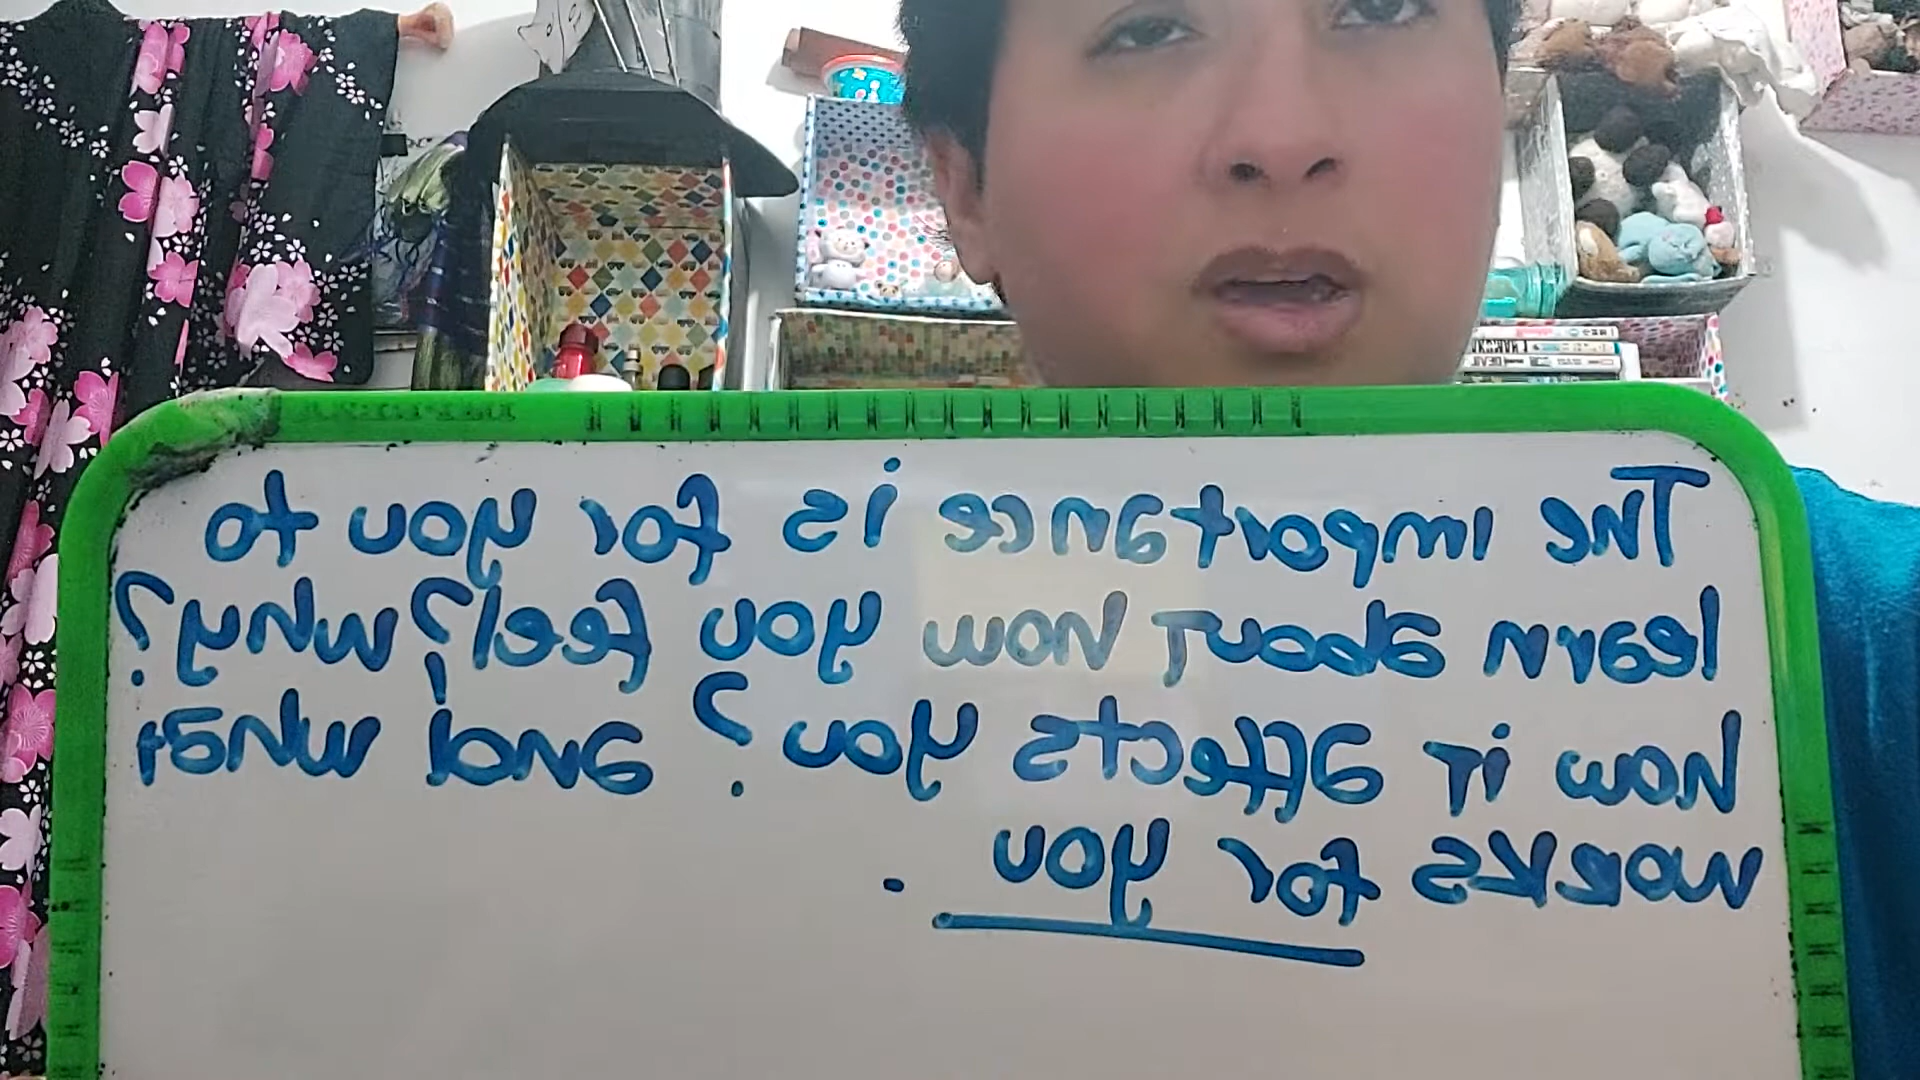 The importance is for you to
learn about how you feel? why?
how it affects you? and what
works for you.